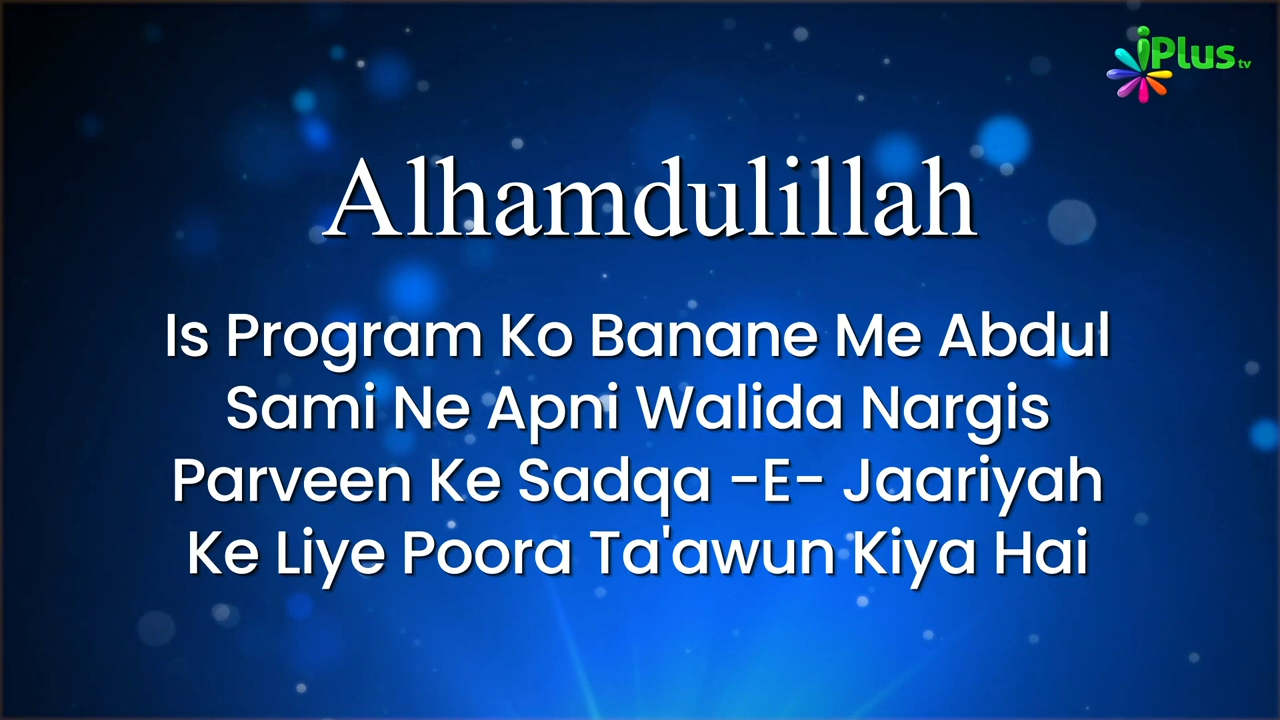 iPlus tv
Alhamdulillah
Is Program Ko Banane Me Abdul
Sami Ne Apni Walida Nargis
Parveen Ke Sadqa -E- Jaariyah
Ke Liye Poora Ta'awun Kiya Hai